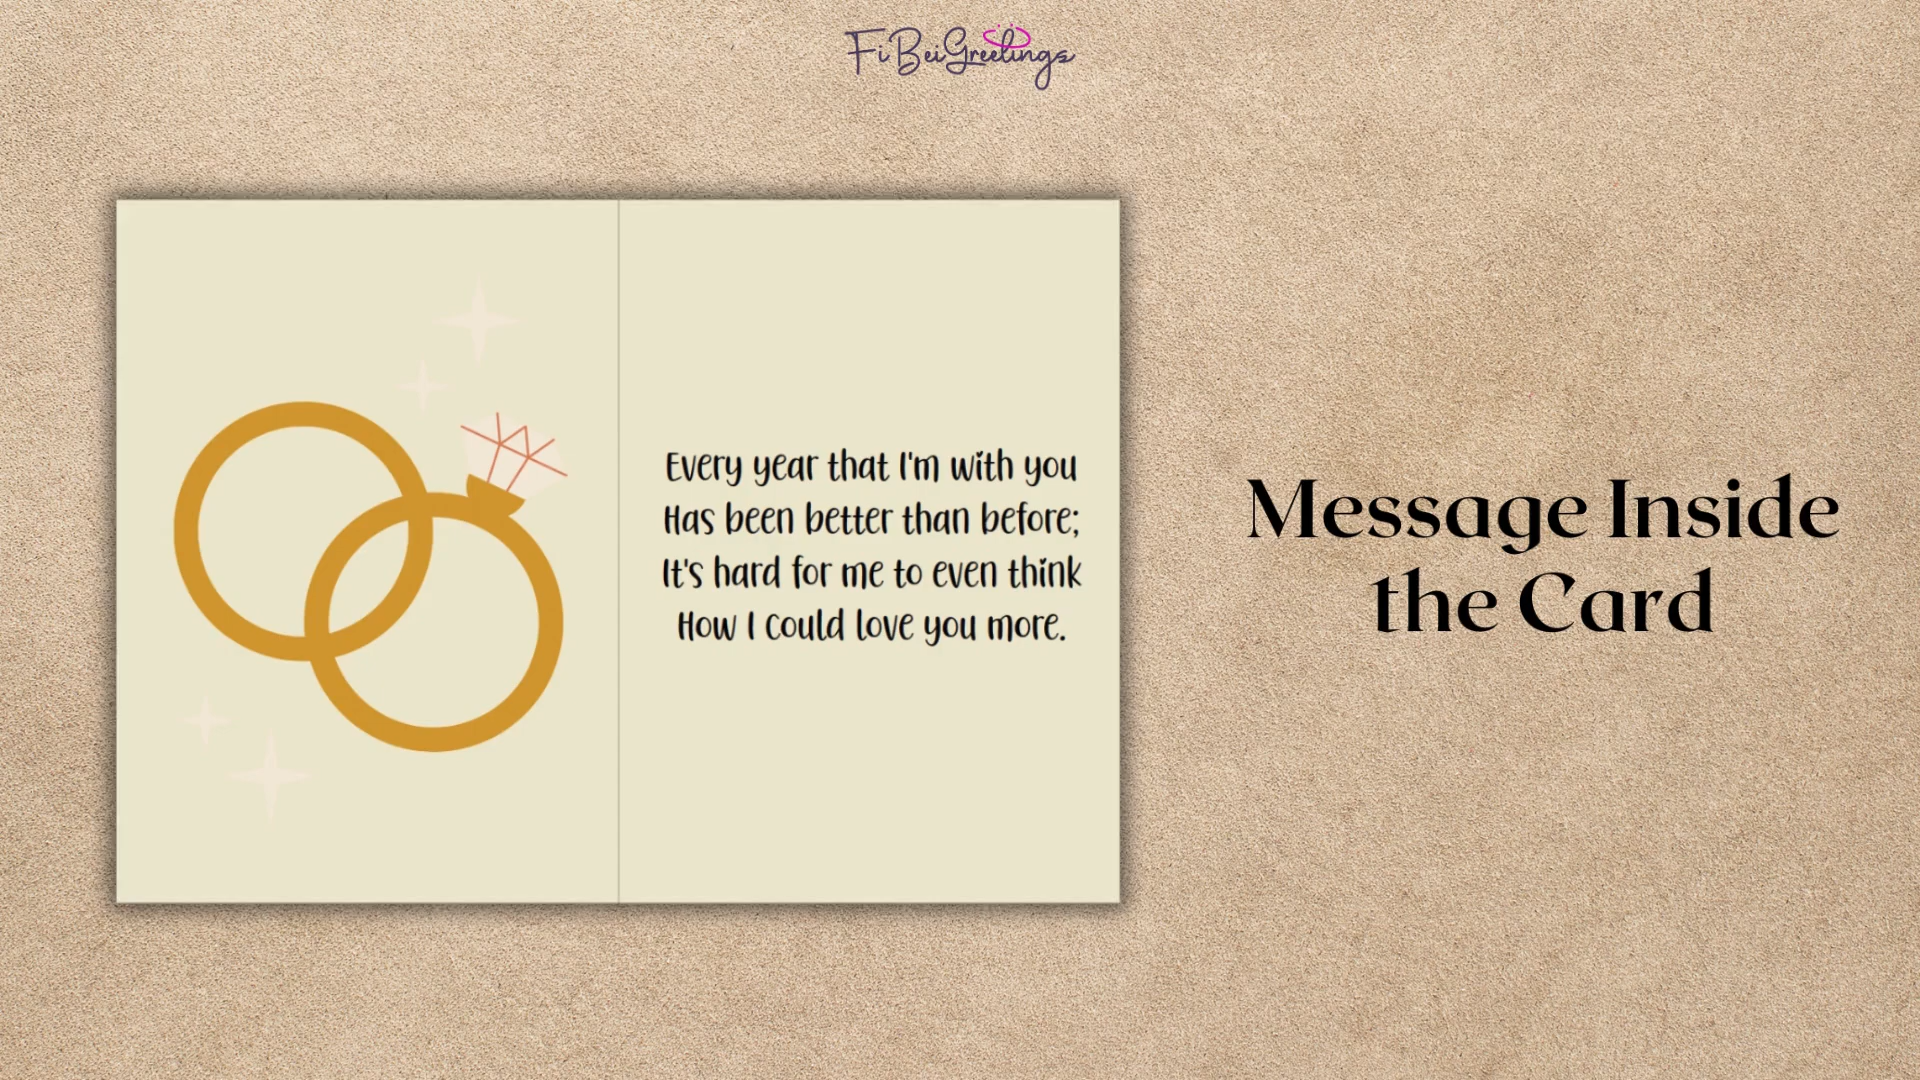 FiBeiGreetings
Every year that I'm with you
Has been better than before;
It's hard for me to even think
How I could love you more.
Message Inside
the Card